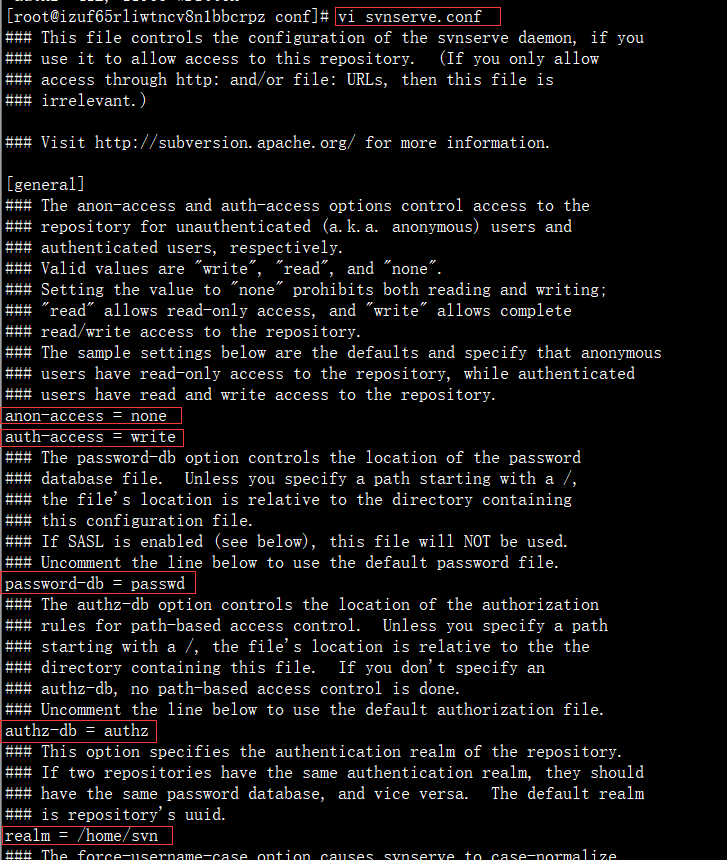 [root@izuf65rliwtncv8n1bbcrpz conf]# vi svnserve.conf
### This file controls the configuration of the svnserve daemon, if you
### use it to allow access to this repository.  (If you only allow
### access through http: and/or file: URLs, then this file is
### irrelevant.)
### Visit http://subversion.apache.org/ for more information.
[general]
### The anon-access and auth-access options control access to the
### repository for unauthenticated (a.k.a. anonymous) users and
### authenticated users, respectively.
### Valid values are "write", "read", and "none".
### Setting the value to "none" prohibits both reading and writing;
### "read" allows read-only access, and "write" allows complete
### read/write access to the repository.
### The sample settings below are the defaults and specify that anonymous
### users have read-only access to the repository, while authenticated
### users have read and write access to the repository.
anon-access = none
auth-access = write
### The password-db option controls the location of the password
### database file.  Unless you specify a path starting with a /,
### the file's location is relative to the directory containing
### this configuration file.
### If SASL is enabled (see below), this file will NOT be used.
### Uncomment the line below to use the default password file.
password-db = passwd
### The authz-db option controls the location of the authorization
### rules for path-based access control.  Unless you specify a path
### starting with a /, the file's location is relative to the the
### directory containing this file.  If you don't specify an
### authz-db, no path-based access control is done.
### Uncomment the line below to use the default authorization file.
authz-db = authz
### This option specifies the authentication realm of the repository.
### If two repositories have the same authentication realm, they should
### have the same password database, and vice versa.  The default realm
### is repository's uuid.
realm = /home/svn
### The force-username-case option causes svnserve to case-normalize